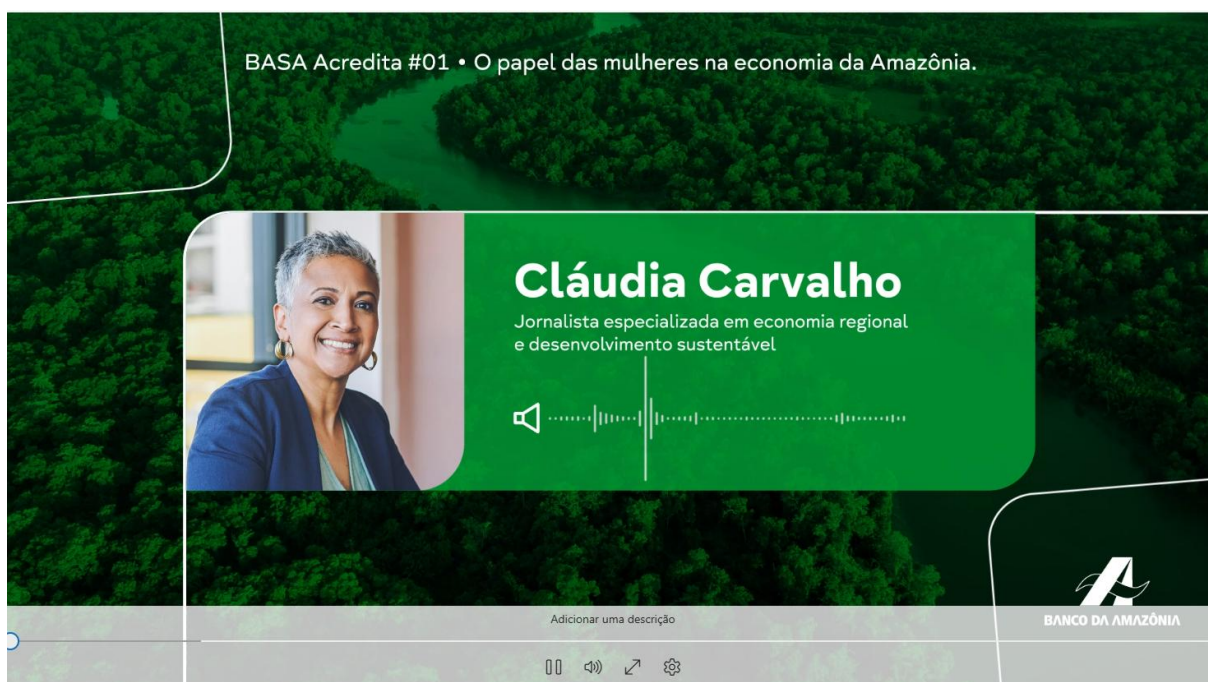 BASA Acredita #01 • O papel das mulheres na economia da Amazônia.
Cláudia Carvalho
Jornalista especializada em economia regional
e desenvolvimento sustentável
Adicionar uma descrição
BANCO DA AMAZÔNIA